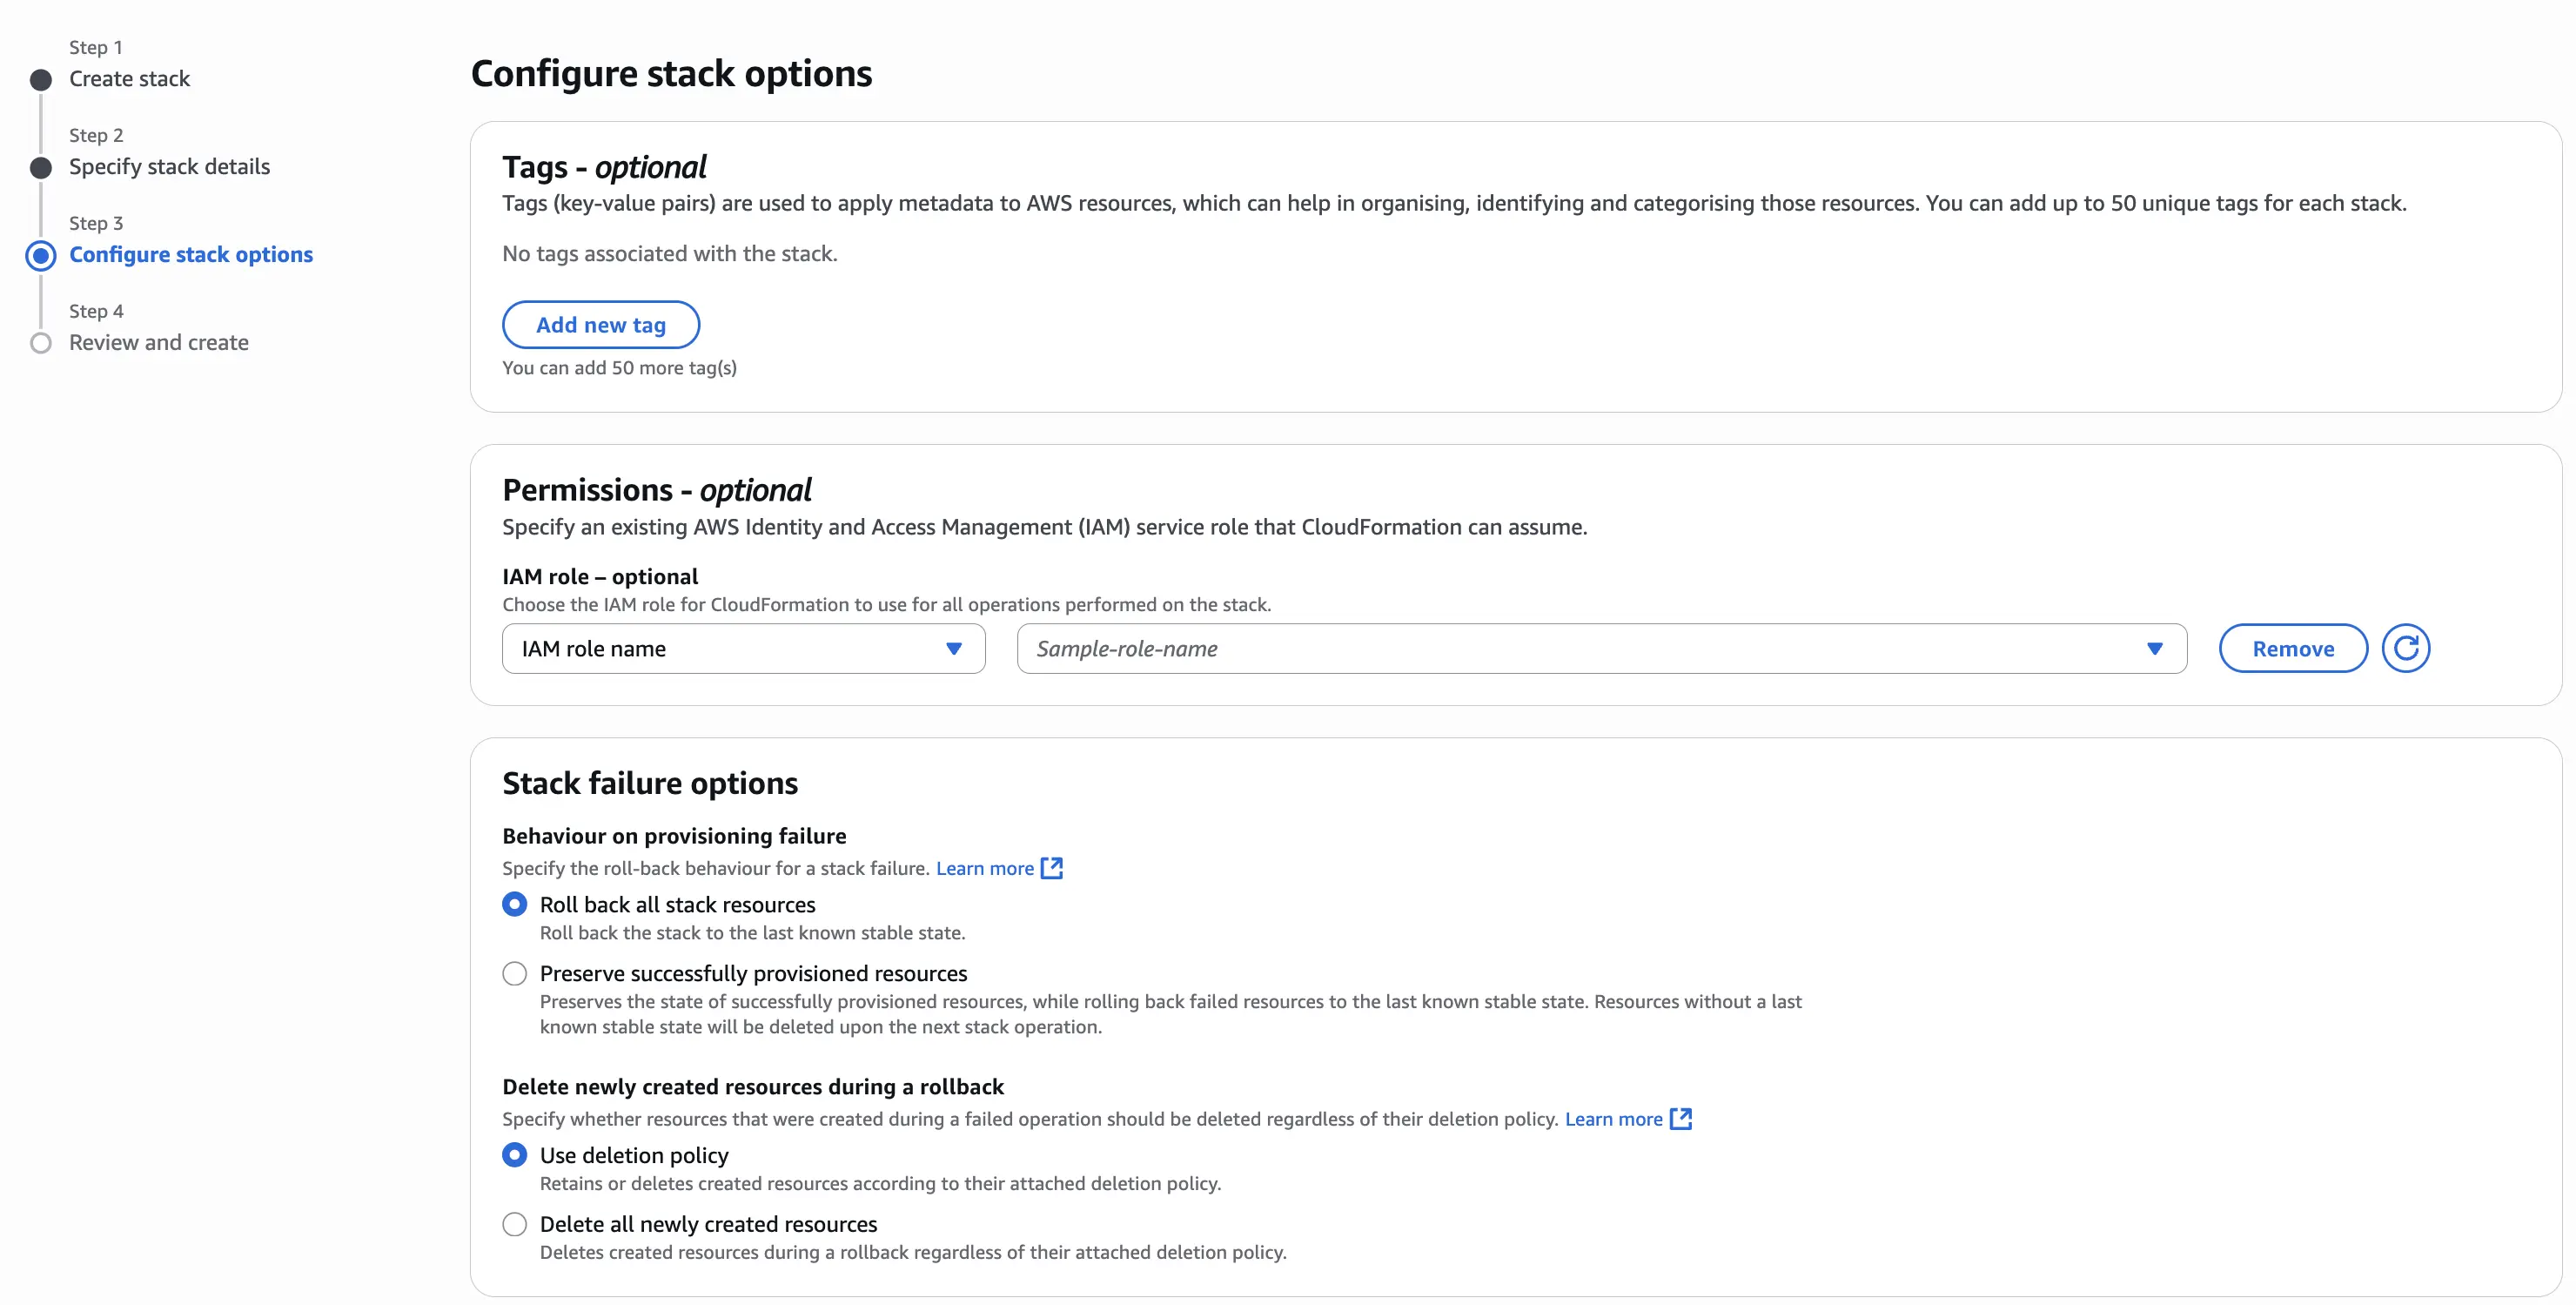 Step 1
Create stack
Step 2
Specify stack details
Step 3
Configure stack options
Step 4
Review and create
Configure stack options
Tags - optional
Tags (key-value pairs) are used to apply metadata to AWS resources, which can help in organising, identifying and categorising those resources. You can add up to 50 unique tags for each stack.
No tags associated with the stack.
Add new tag
You can add 50 more tag(s)
Permissions - optional
Specify an existing AWS Identity and Access Management (IAM) service role that CloudFormation can assume.
IAM role – optional
Choose the IAM role for CloudFormation to use for all operations performed on the stack.
IAM role name
Sample-role-name
Remove
Stack failure options
Behaviour on provisioning failure
Specify the roll-back behaviour for a stack failure. Learn more
Roll back all stack resources
Roll back the stack to the last known stable state.
Preserve successfully provisioned resources
Preserves the state of successfully provisioned resources, while rolling back failed resources to the last known stable state. Resources without a last
known stable state will be deleted upon the next stack operation.
Delete newly created resources during a rollback
Specify whether resources that were created during a failed operation should be deleted regardless of their deletion policy. Learn more
Use deletion policy
Retains or deletes created resources according to their attached deletion policy.
Delete all newly created resources
Deletes created resources during a rollback regardless of their attached deletion policy.